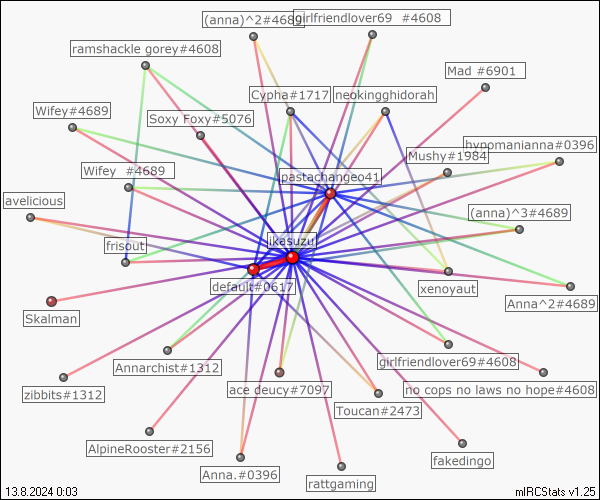 (anna)^2#4689
girlfriendlover69 #4608
ramshackle gorey#4608
Mad #6901
Cypha#1717
neokingghidorah
Wifey#4689
Soxy Foxy#5076
hypomanianna#0396
Mushy#1984
Wifey #4689
pastachangeo41
avelicious
(anna)^3#4689
frisput
ikasuzu
default#0617
xenoyaut
Anna^2#4689
Skalman
Annarchist#1312
girlfriendlover69#4608
zibbits#1312
ace deucy#7097
no cops no laws no hope#4608
Toucan#2473
AlpineRooster#2156
fakedingo
Anna.#0396
rattgaming
13.8.2024 0:03
mIRCStats v1.25